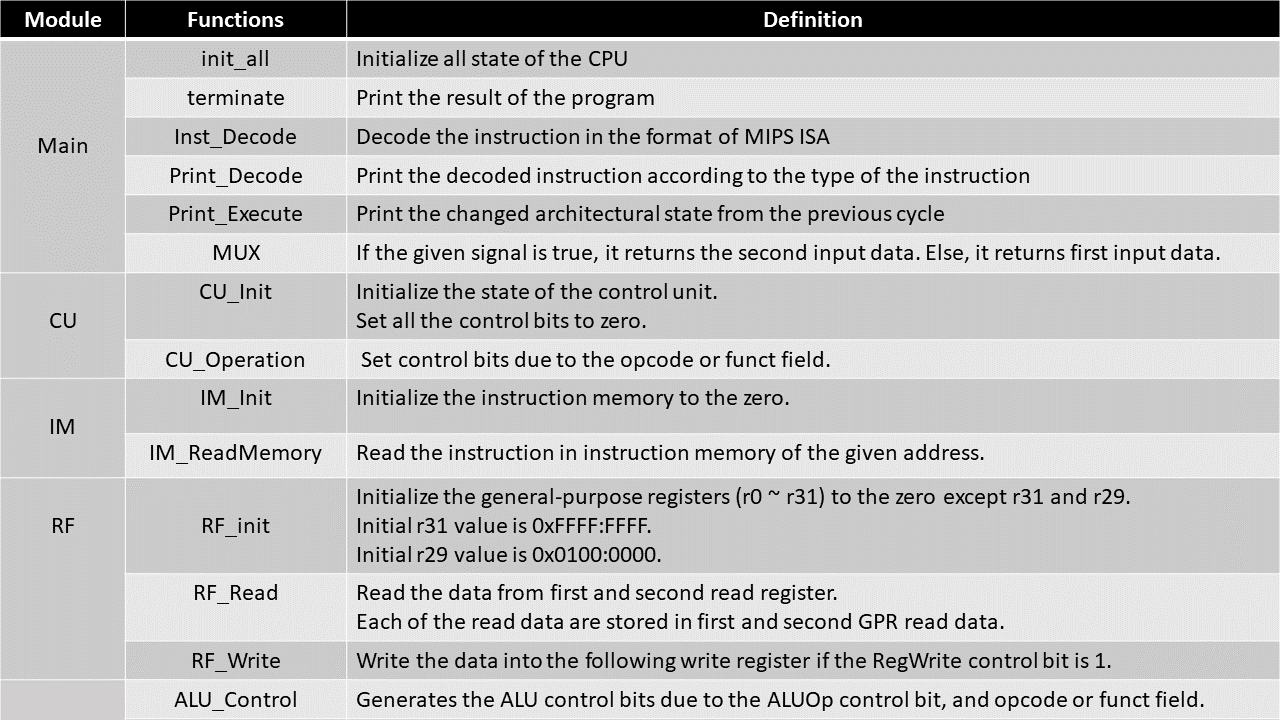 Module Functions Definition
Main
init_all Initialize all state of the CPU
terminate Print the result of the program
Inst_Decode Decode the instruction in the format of MIPS ISA
Print_Decode Print the decoded instruction according to the type of the instruction
Print_Execute Print the changed architectural state from the previous cycle
MUX If the given signal is true, it returns the second input data. Else, it returns first input data.
CU
CU_Init Initialize the state of the control unit.
Set all the control bits to zero.
CU_Operation Set control bits due to the opcode or funct field.
IM
IM_Init Initialize the instruction memory to the zero.
IM_ReadMemory Read the instruction in instruction memory of the given address.
RF
RF_init Initialize the general-purpose registers (r0 ~ r31) to the zero except r31 and r29.
Initial r31 value is 0xFFFF:FFFF.
Initial r29 value is 0x0100:0000.
RF_Read Read the data from first and second read register.
Each of the read data are stored in first and second GPR read data.
RF_Write Write the data into the following write register if the RegWrite control bit is 1.
ALU_Control Generates the ALU control bits due to the ALUOp control bit, and opcode or funct field.